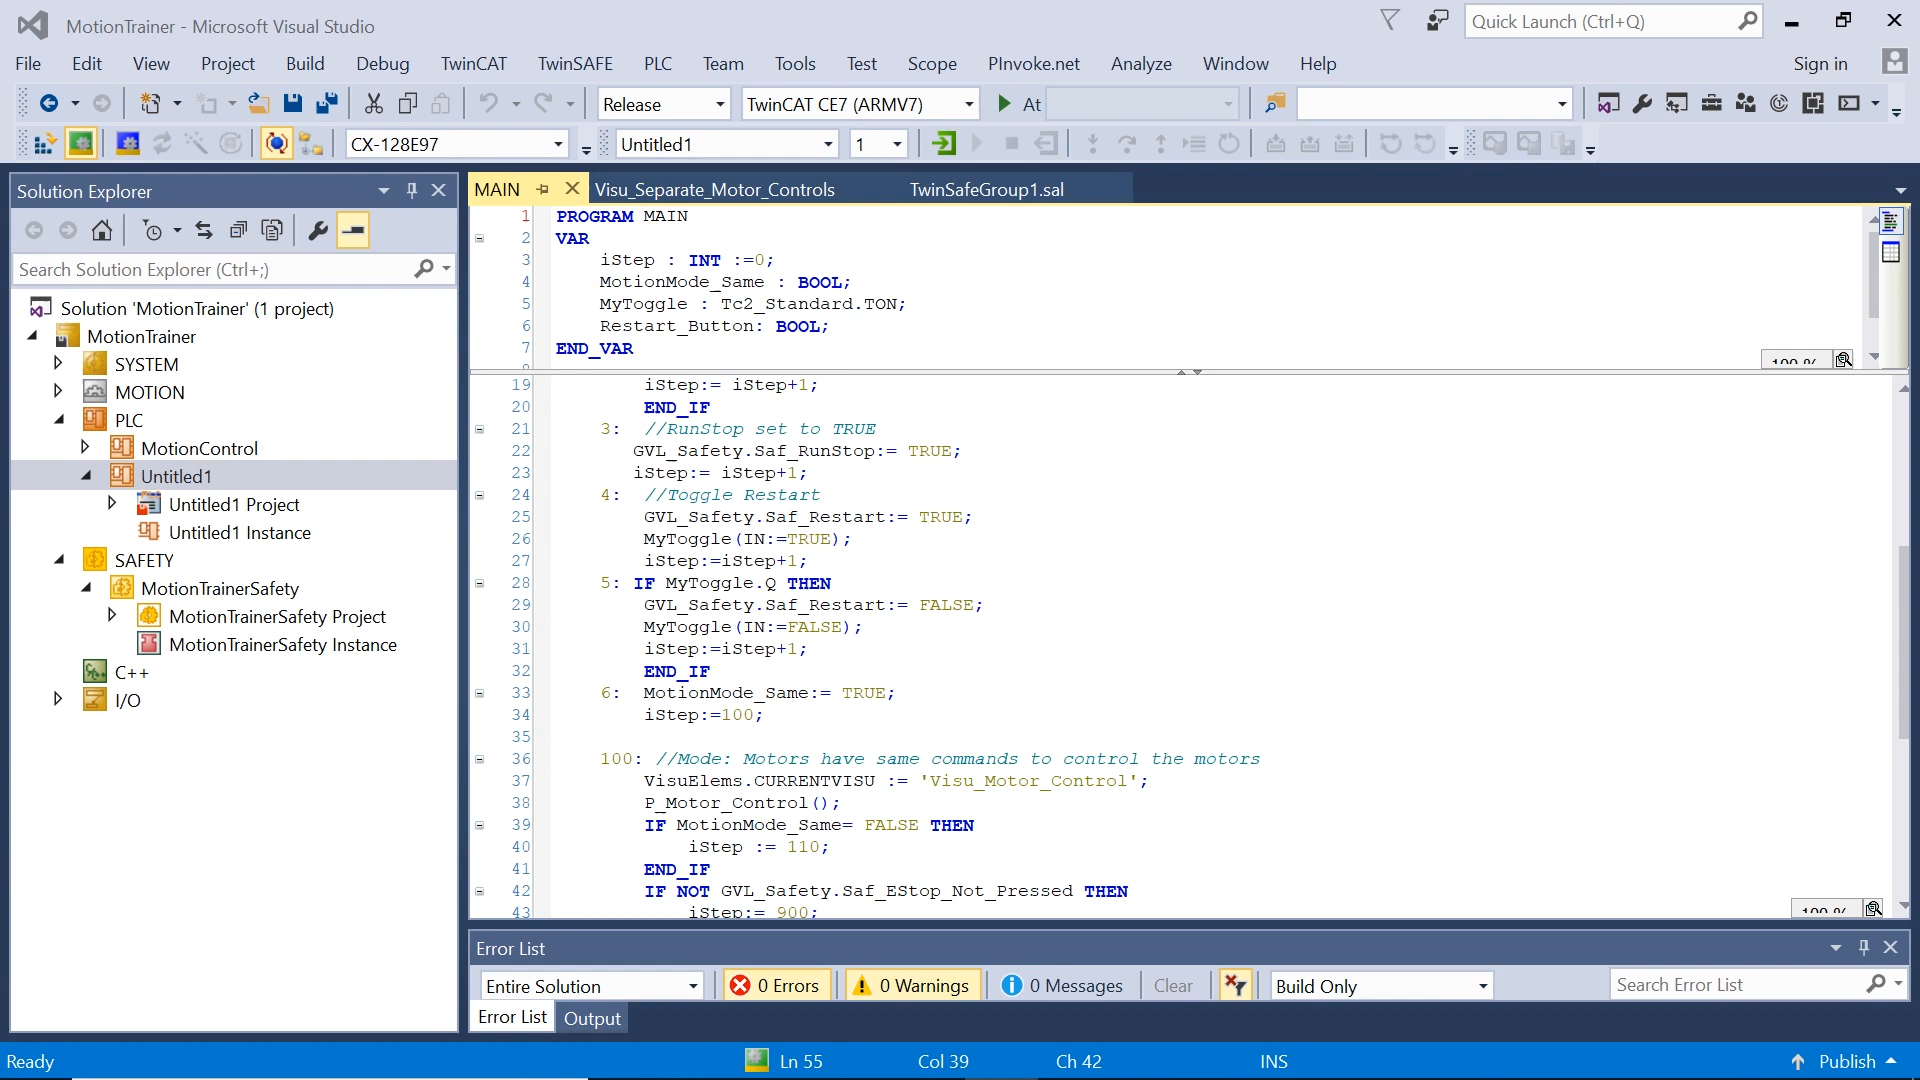 MotionTrainer - Microsoft Visual Studio
Quick Launch (Ctrl+Q)
File Edit View Project Build Debug TwinCAT TwinSAFE PLC Team Tools Test Scope PInvoke.net Analyze Window Help Sign in
Release TwinCAT CE7 (ARMV7) At
CX-128E97 Untitled1 1
Solution Explorer
Search Solution Explorer (Ctrl+;)
Solution 'MotionTrainer' (1 project)
MotionTrainer
SYSTEM
MOTION
PLC
MotionControl
Untitled1
Untitled1 Project
Untitled1 Instance
SAFETY
MotionTrainerSafety
MotionTrainerSafety Project
MotionTrainerSafety Instance
C++
I/O
MAIN Visu_Separate_Motor_Controls TwinSafeGroup1.sal
1 PROGRAM MAIN
2 VAR
3 iStep : INT :=0;
4 MotionMode_Same : BOOL;
5 MyToggle : Tc2_Standard.TON;
6 Restart_Button: BOOL;
7 END_VAR
100 %
19 iStep:= iStep+1;
20 END_IF
21 3: //RunStop set to TRUE
22 GVL_Safety.Saf_RunStop:= TRUE;
23 iStep:= iStep+1;
24 4: //Toggle Restart
25 GVL_Safety.Saf_Restart:= TRUE;
26 MyToggle(IN:=TRUE);
27 iStep:=iStep+1;
28 5: IF MyToggle.Q THEN
29 GVL_Safety.Saf_Restart:= FALSE;
30 MyToggle(IN:=FALSE);
31 iStep:=iStep+1;
32 END_IF
33 6: MotionMode_Same:= TRUE;
34 iStep:=100;
35
36 100: //Mode: Motors have same commands to control the motors
37 VisuElems.CURRENTVISU := 'Visu_Motor_Control';
38 P_Motor_Control();
39 IF MotionMode_Same= FALSE THEN
40 iStep := 110;
41 END_IF
42 IF NOT GVL_Safety.Saf_EStop_Not_Pressed THEN
43 iStep:= 900;
100 %
Error List
Entire Solution 0 Errors 0 Warnings 0 Messages Clear Build Only Search Error List
Error List Output
Ready Ln 55 Col 39 Ch 42 INS Publish